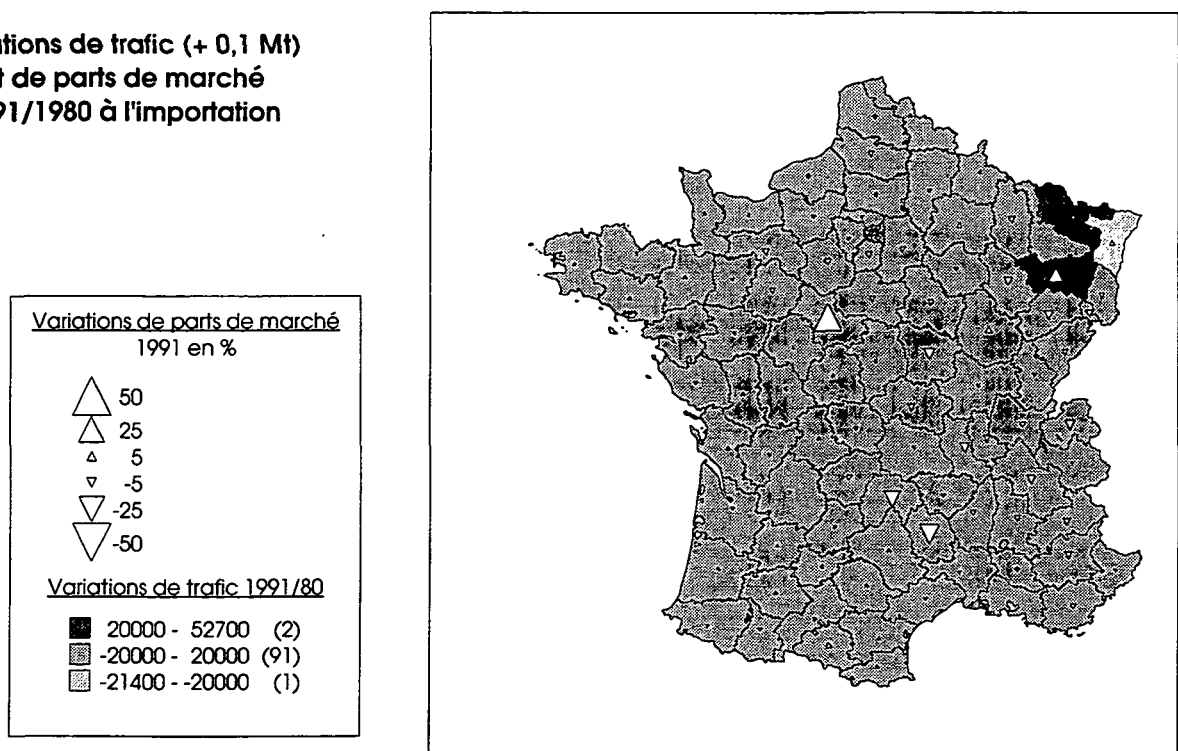 ations de trafic (+ 0,1 Mt)
t de parts de marché
91/1980 à l'importation
Variations de parts de marché
1991 en %
50
25
5
-5
-25
-50
Variations de trafic 1991/80
20000 - 52700 (2)
-20000 - 20000 (91)
-21400 - -20000 (1)